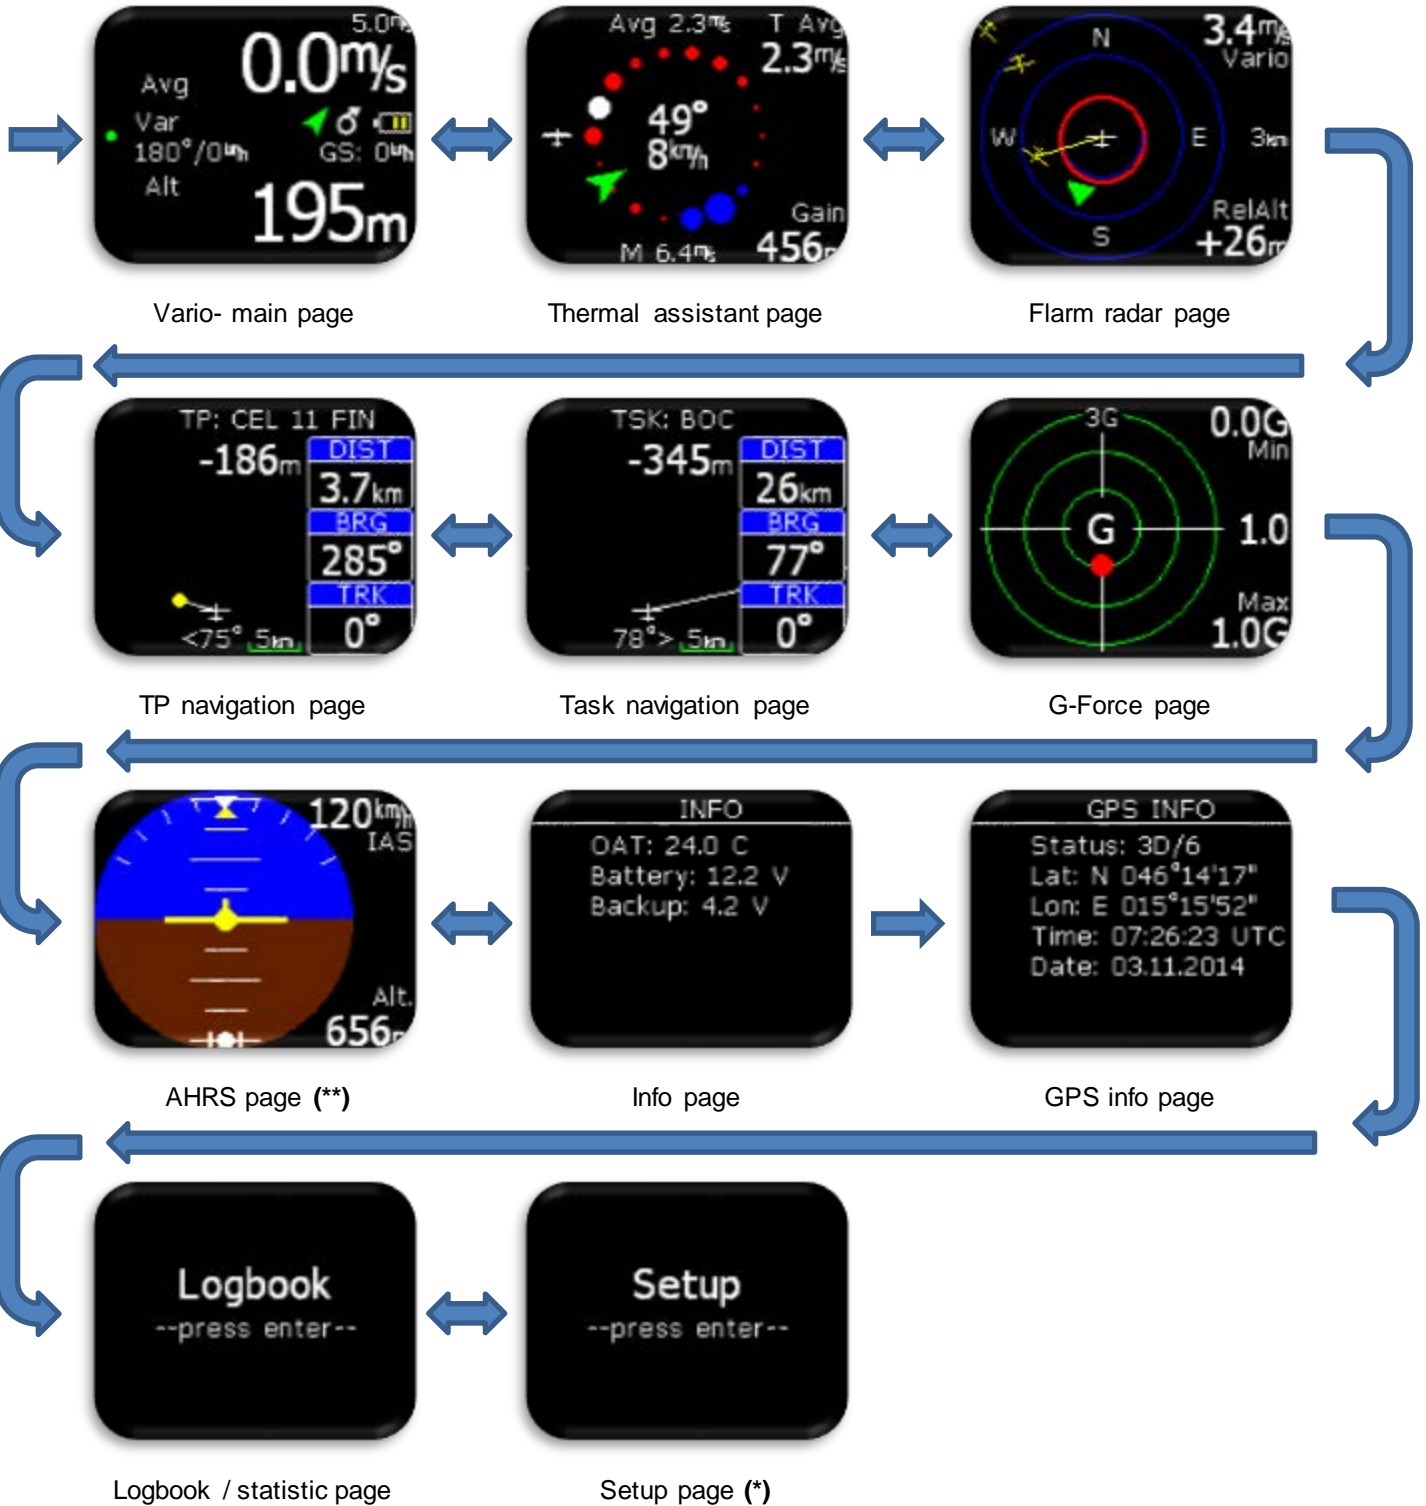 5.0m/s
0.0m/s
Avg
Var
180°/0km/h
GS: 0km/h
Alt
195m
Avg 2.3m/s
T Avg
2.3m/s
49°
8km/h
Gain
M 6.4m/s
456m
3.4m/s
Vario
N
W
E
3km
RelAlt
S
+26m
Vario- main page
Thermal assistant page
Flarm radar page
TP: CEL 11 FIN
-186m
DIST
3.7km
BRG
285°
TRK
0°
<75°
5km
TSK: BOC
-345m
DIST
26km
BRG
77°
TRK
0°
78°>
5km
3G
0.0G
Min
G
1.0
Max
1.0G
TP navigation page
Task navigation page
G-Force page
120km/h
IAS
Alt.
656m
INFO
OAT: 24.0 C
Battery: 12.2 V
Backup: 4.2 V
GPS INFO
Status: 3D/6
Lat: N 046°14'17"
Lon: E 015°15'52"
Time: 07:26:23 UTC
Date: 03.11.2014
AHRS page (**)
Info page
GPS info page
Logbook
--press enter--
Setup
--press enter--
Logbook / statistic page
Setup page (*)